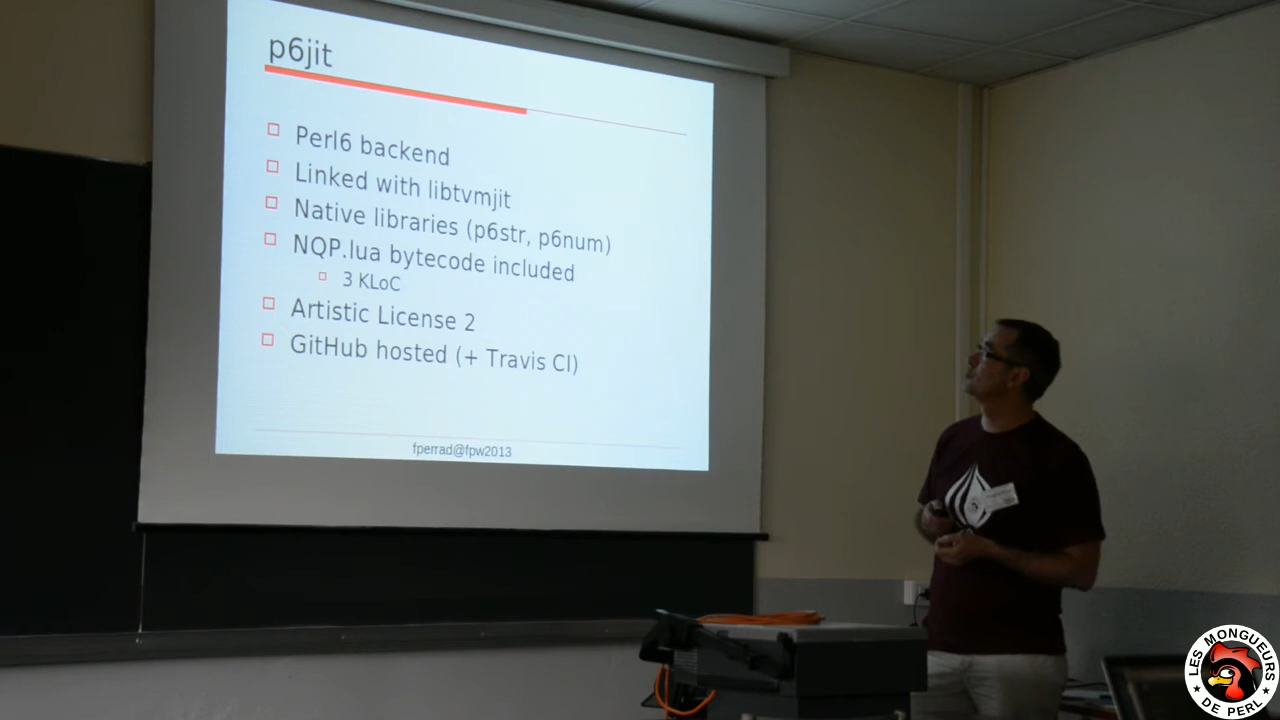 p6jit
Perl6 backend
Linked with libtvmjit
Native libraries (p6str, p6num)
NQP.lua bytecode included
3 KLoC
Artistic License 2
GitHub hosted (+ Travis CI)
fperrad@fpw2013
LES MONGUEURS
★ DE PERL ★